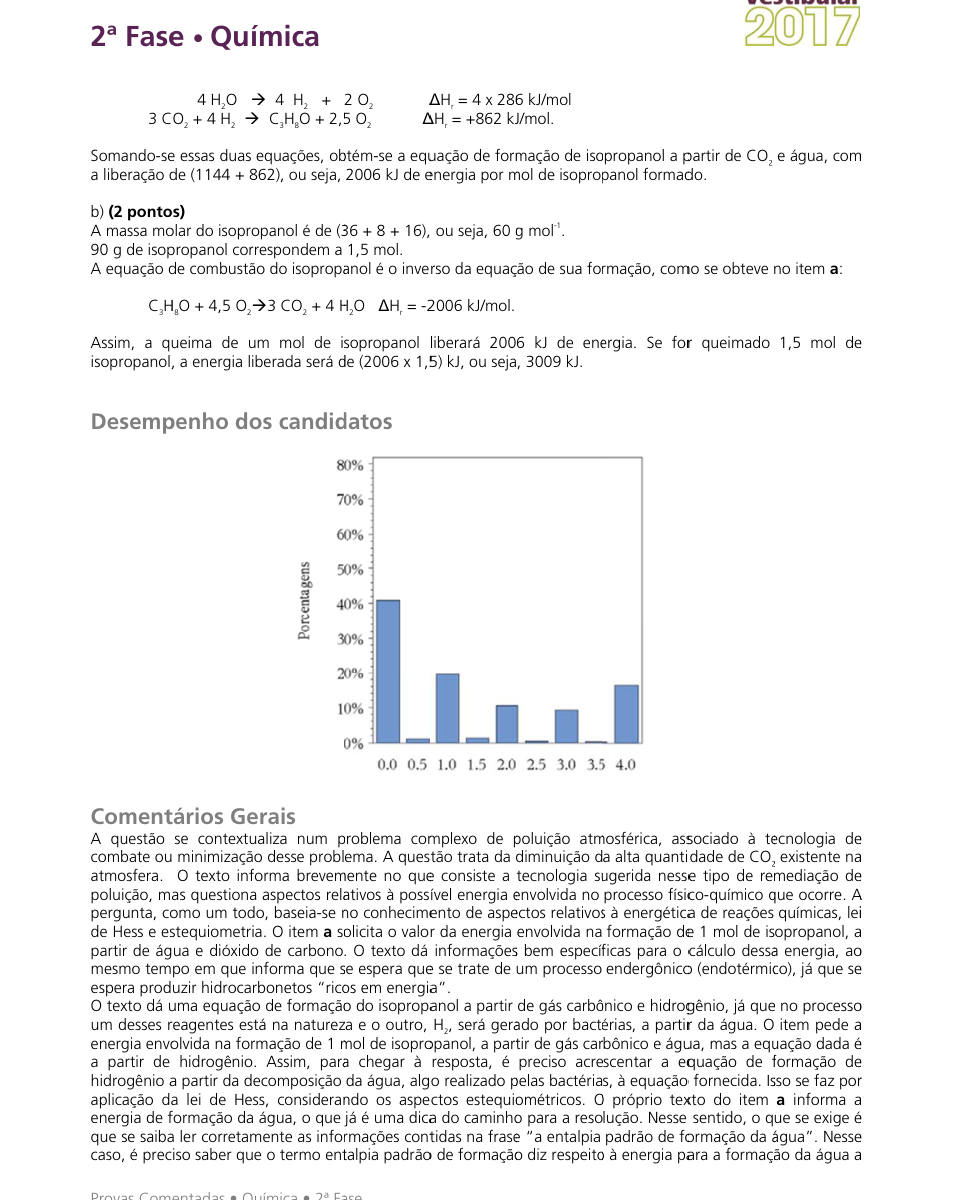 vestibular
2017
2ª Fase • Química
4 H₂O → 4 H₂ + 2 O₂ ΔHᵣ = 4 x 286 kJ/mol
3 CO₂ + 4 H₂ → C₃H₈O + 2,5 O₂ ΔHᵣ = +862 kJ/mol.
Somando-se essas duas equações, obtém-se a equação de formação de isopropanol a partir de CO₂ e água, com
a liberação de (1144 + 862), ou seja, 2006 kJ de energia por mol de isopropanol formado.
b) (2 pontos)
A massa molar do isopropanol é de (36 + 8 + 16), ou seja, 60 g mol⁻¹.
90 g de isopropanol correspondem a 1,5 mol.
A equação de combustão do isopropanol é o inverso da equação de sua formação, como se obteve no item a:
C₃H₈O + 4,5 O₂→3 CO₂ + 4 H₂O ΔHᵣ = -2006 kJ/mol.
Assim, a queima de um mol de isopropanol liberará 2006 kJ de energia. Se for queimado 1,5 mol de
isopropanol, a energia liberada será de (2006 x 1,5) kJ, ou seja, 3009 kJ.
Desempenho dos candidatos
80%
70%
60%
50%
40%
30%
20%
10%
0%
Porcentagens
0.0 0.5 1.0 1.5 2.0 2.5 3.0 3.5 4.0
Comentários Gerais
A questão se contextualiza num problema complexo de poluição atmosférica, associado à tecnologia de
combate ou minimização desse problema. A questão trata da diminuição da alta quantidade de CO₂ existente na
atmosfera. O texto informa brevemente no que consiste a tecnologia sugerida nesse tipo de remediação de
poluição, mas questiona aspectos relativos à possível energia envolvida no processo físico-químico que ocorre. A
pergunta, como um todo, baseia-se no conhecimento de aspectos relativos à energética de reações químicas, lei
de Hess e estequiometria. O item a solicita o valor da energia envolvida na formação de 1 mol de isopropanol, a
partir de água e dióxido de carbono. O texto dá informações bem específicas para o cálculo dessa energia, ao
mesmo tempo em que informa que se espera que se trate de um processo endergônico (endotérmico), já que se
espera produzir hidrocarbonetos “ricos em energia”.
O texto dá uma equação de formação do isopropanol a partir de gás carbônico e hidrogênio, já que no processo
um desses reagentes está na natureza e o outro, H₂, será gerado por bactérias, a partir da água. O item pede a
energia envolvida na formação de 1 mol de isopropanol, a partir de gás carbônico e água, mas a equação dada é
a partir de hidrogênio. Assim, para chegar à resposta, é preciso acrescentar a equação de formação de
hidrogênio a partir da decomposição da água, algo realizado pelas bactérias, à equação fornecida. Isso se faz por
aplicação da lei de Hess, considerando os aspectos estequiométricos. O próprio texto do item a informa a
energia de formação da água, o que já é uma dica do caminho para a resolução. Nesse sentido, o que se exige é
que se saiba ler corretamente as informações contidas na frase “a entalpia padrão de formação da água”. Nesse
caso, é preciso saber que o termo entalpia padrão de formação diz respeito à energia para a formação da água a
Provas Comentadas • Química • 2ª Fase